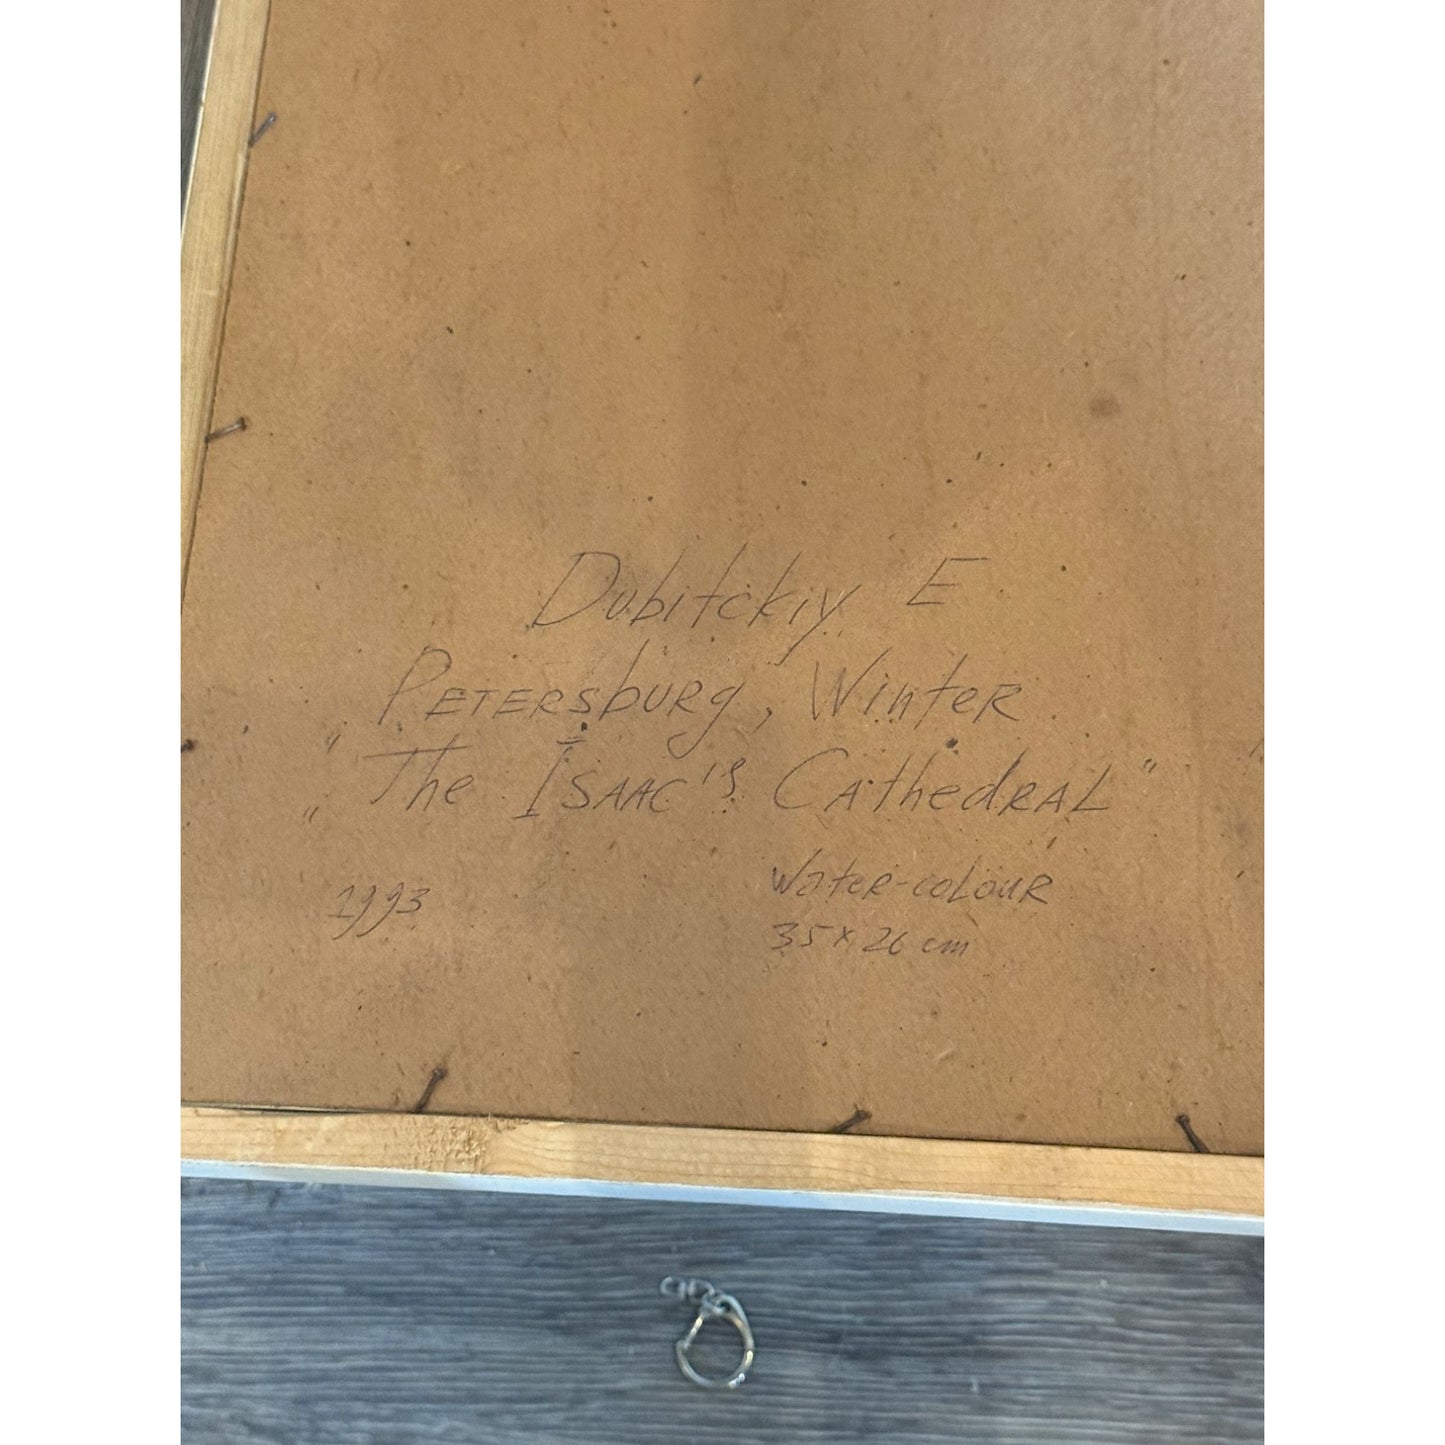 Dubitckiy E
Petersburg, Winter
"The Isaac's Cathedral"
1993
Water-colour
35 x 26 cm